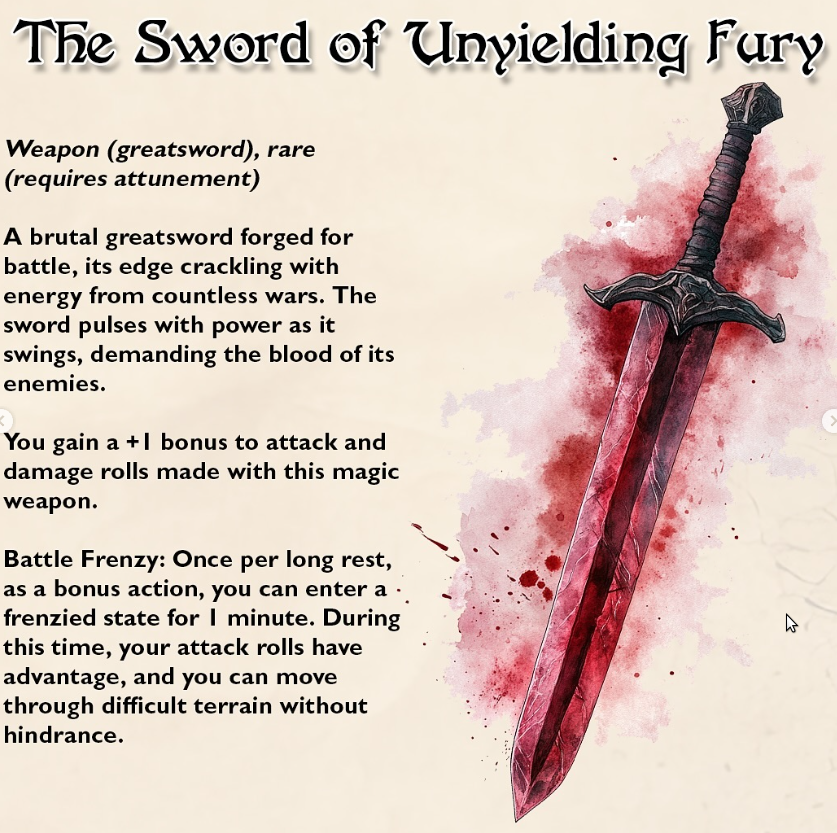 The Sword of Unyielding Fury
Weapon (greatsword), rare
(requires attunement)
A brutal greatsword forged for
battle, its edge crackling with
energy from countless wars. The
sword pulses with power as it
swings, demanding the blood of its
enemies.
You gain a +1 bonus to attack and
damage rolls made with this magic
weapon.
Battle Frenzy: Once per long rest,
as a bonus action, you can enter a
frenzied state for 1 minute. During
this time, your attack rolls have
advantage, and you can move
through difficult terrain without
hindrance.